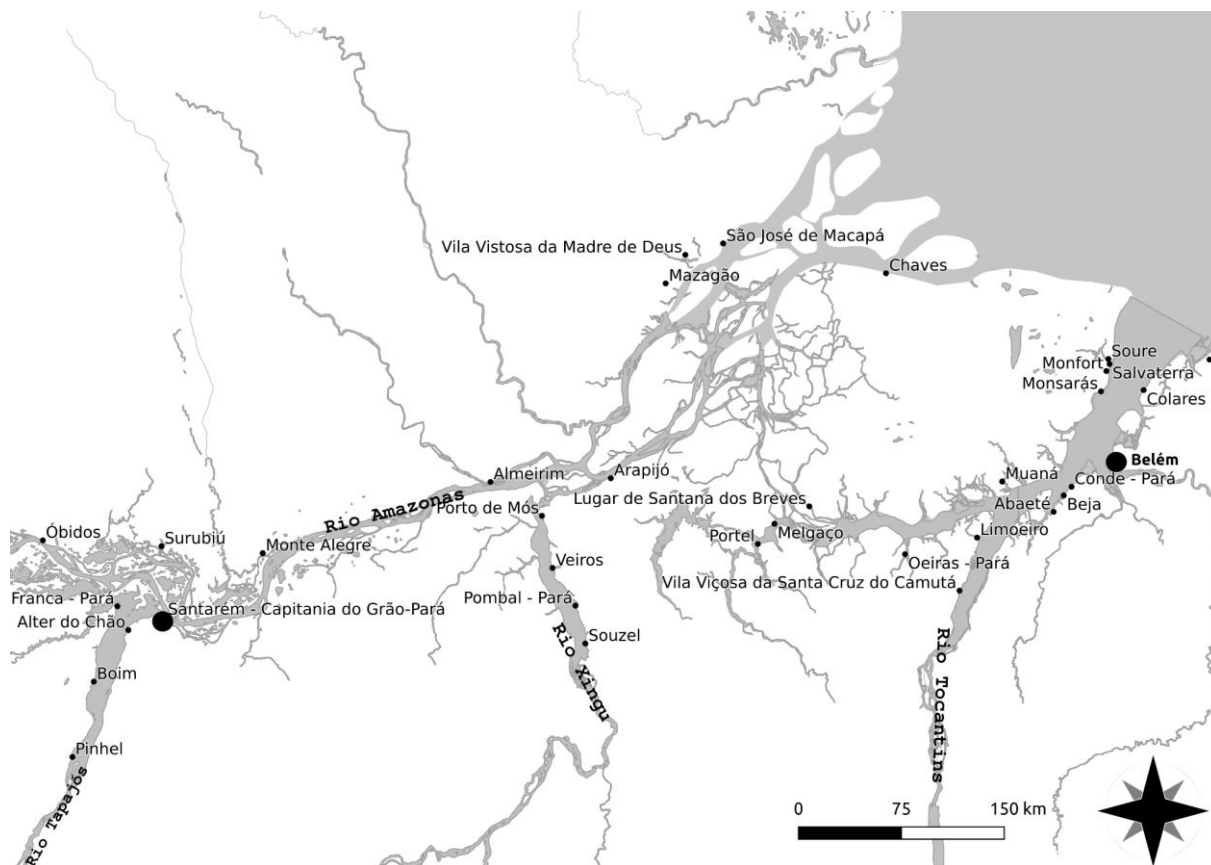 São José de Macapá
Vila Vistosa da Madre de Deus
Chaves
Mazagão
Soure
Monfort
Salvaterra
Monsarás
Colares
Belém
Almeirim
Arapijó
Muaná
Conde - Pará
Lugar de Santana dos Breves
Rio Amazonas
Porto de Mós
Abaeté
Beja
Óbidos
Surubiú
Monte Alegre
Portel
Melgaço
Limoeiro
Veiros
Oeiras - Pará
Vila Viçosa da Santa Cruz do Camutá
Franca - Pará
Santarém - Capitania do Grão-Pará
Pombal - Pará
Alter do Chão
Souzel
Rio Xingu
Rio Tocantins
Boim
Pinhel
Rio Tapajós
0 75 150 km